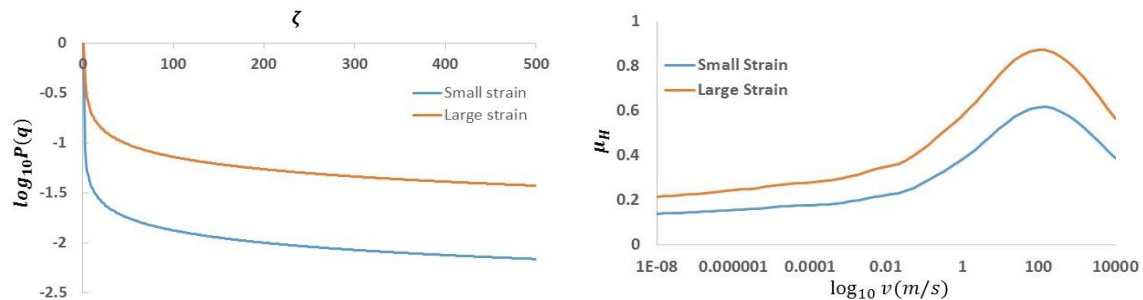 ζ
0
0 100 200 300 400 500
-0.5
-1
-1.5
-2
-2.5
log₁₀P(q)
Small strain
Large strain
1
0.8
0.6
0.4
0.2
0
μ_H
Small Strain
Large Strain
1E-08 0.000001 0.0001 0.01 1 100 10000
log₁₀ v(m/s)